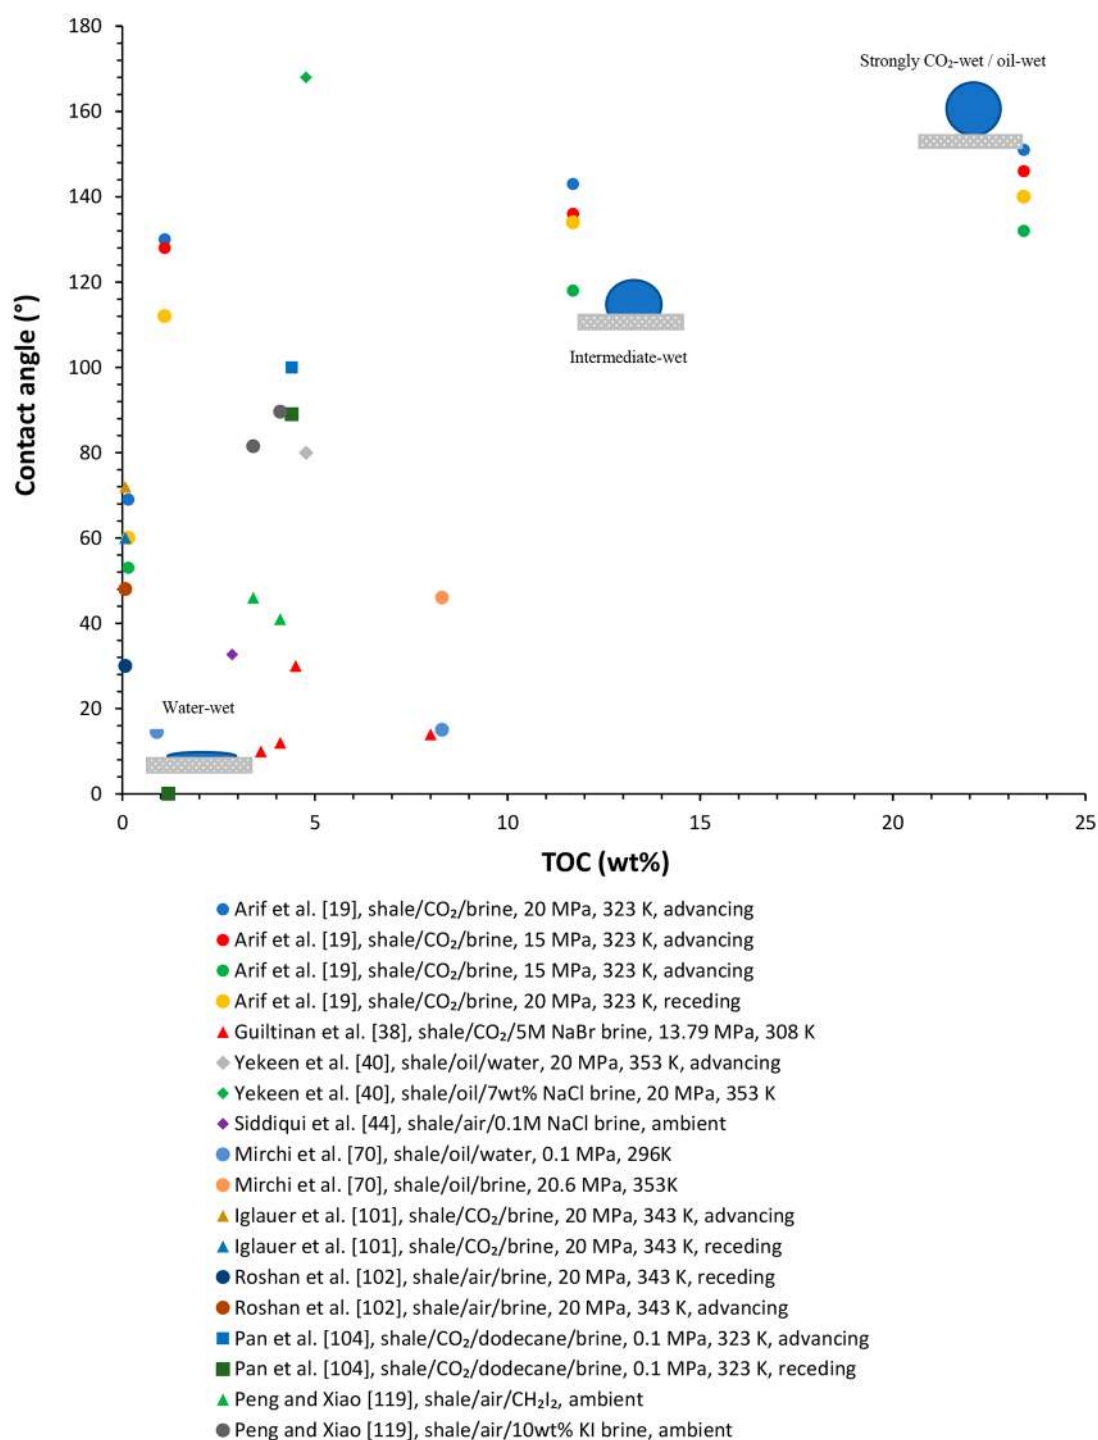 180
160
140
120
100
80
60
40
20
0
Contact angle (°)
Strongly CO₂-wet / oil-wet
Intermediate-wet
Water-wet
0 5 10 15 20 25
TOC (wt%)
Arif et al. [19], shale/CO₂/brine, 20 MPa, 323 K, advancing
Arif et al. [19], shale/CO₂/brine, 15 MPa, 323 K, advancing
Arif et al. [19], shale/CO₂/brine, 15 MPa, 323 K, advancing
Arif et al. [19], shale/CO₂/brine, 20 MPa, 323 K, receding
Guiltinan et al. [38], shale/CO₂/5M NaBr brine, 13.79 MPa, 308 K
Yekeen et al. [40], shale/oil/water, 20 MPa, 353 K, advancing
Yekeen et al. [40], shale/oil/7wt% NaCl brine, 20 MPa, 353 K
Siddiqui et al. [44], shale/air/0.1M NaCl brine, ambient
Mirchi et al. [70], shale/oil/water, 0.1 MPa, 296K
Mirchi et al. [70], shale/oil/brine, 20.6 MPa, 353K
Iglauer et al. [101], shale/CO₂/brine, 20 MPa, 343 K, advancing
Iglauer et al. [101], shale/CO₂/brine, 20 MPa, 343 K, receding
Roshan et al. [102], shale/air/brine, 20 MPa, 343 K, receding
Roshan et al. [102], shale/air/brine, 20 MPa, 343 K, advancing
Pan et al. [104], shale/CO₂/dodecane/brine, 0.1 MPa, 323 K, advancing
Pan et al. [104], shale/CO₂/dodecane/brine, 0.1 MPa, 323 K, receding
Peng and Xiao [119], shale/air/CH₂I₂, ambient
Peng and Xiao [119], shale/air/10wt% KI brine, ambient